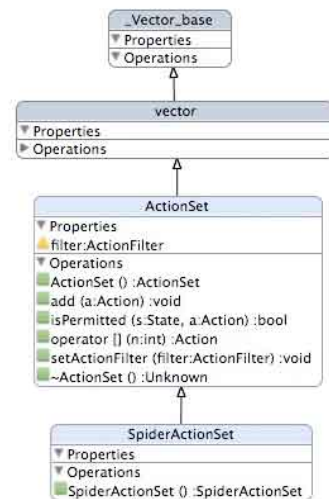 _Vector_base
Properties
Operations
vector
Properties
Operations
ActionSet
Properties
filter:ActionFilter
Operations
ActionSet () :ActionSet
add (a:Action) :void
isPermitted (s:State, a:Action) :bool
operator [] (n:int) :Action
setActionFilter (filter:ActionFilter) :void
~ActionSet () :Unknown
SpiderActionSet
Properties
Operations
SpiderActionSet () :SpiderActionSet